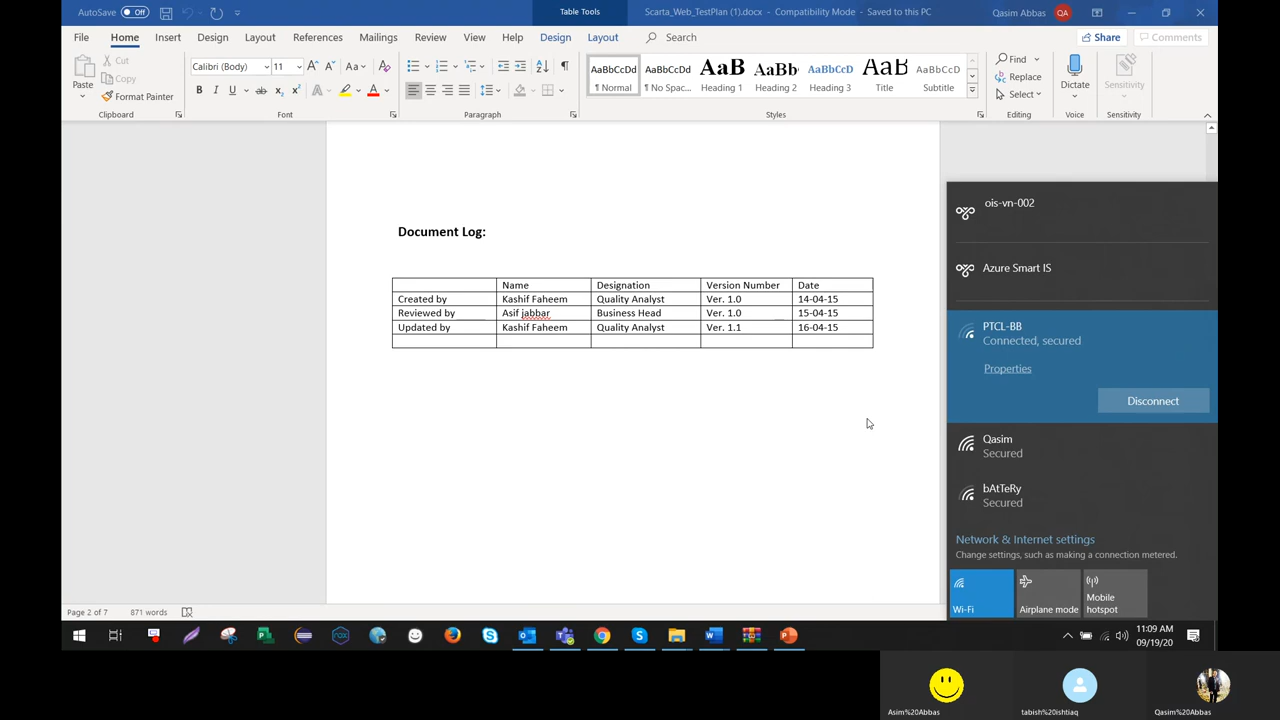 AutoSave Off Scarta_Web_TestPlan (1).docx - Compatibility Mode - Saved to this PC Table Tools Qasim Abbas QA
File Home Insert Design Layout References Mailings Review View Help Design Layout Search Share Comments
Paste Cut Copy Format Painter Clipboard
Calibri (Body) 11 Font
Paragraph
AaBbCcDd ¶ Normal
AaBbCcDd ¶ No Spac...
AaB Heading 1
AaBb Heading 2
AaBbCcD Heading 3
AaBb Title
AaBbCcD Subtitle
Styles
Find Replace Select Editing
Dictate Voice
Sensitivity Sensitivity
Document Log:
Name Designation Version Number Date
Created by Kashif Faheem Quality Analyst Ver. 1.0 14-04-15
Reviewed by Asif jabbar Business Head Ver. 1.0 15-04-15
Updated by Kashif Faheem Quality Analyst Ver. 1.1 16-04-15
ois-vn-002
Azure Smart IS
PTCL-BB
Connected, secured
Properties
Disconnect
Qasim
Secured
bAtTeRy
Secured
Network & Internet settings
Change settings, such as making a connection metered.
Wi-Fi Airplane mode Mobile hotspot
Page 2 of 7 871 words
11:09 AM
09/19/20
Asim%20Abbas tabish%20ishtiaq Qasim%20Abbas